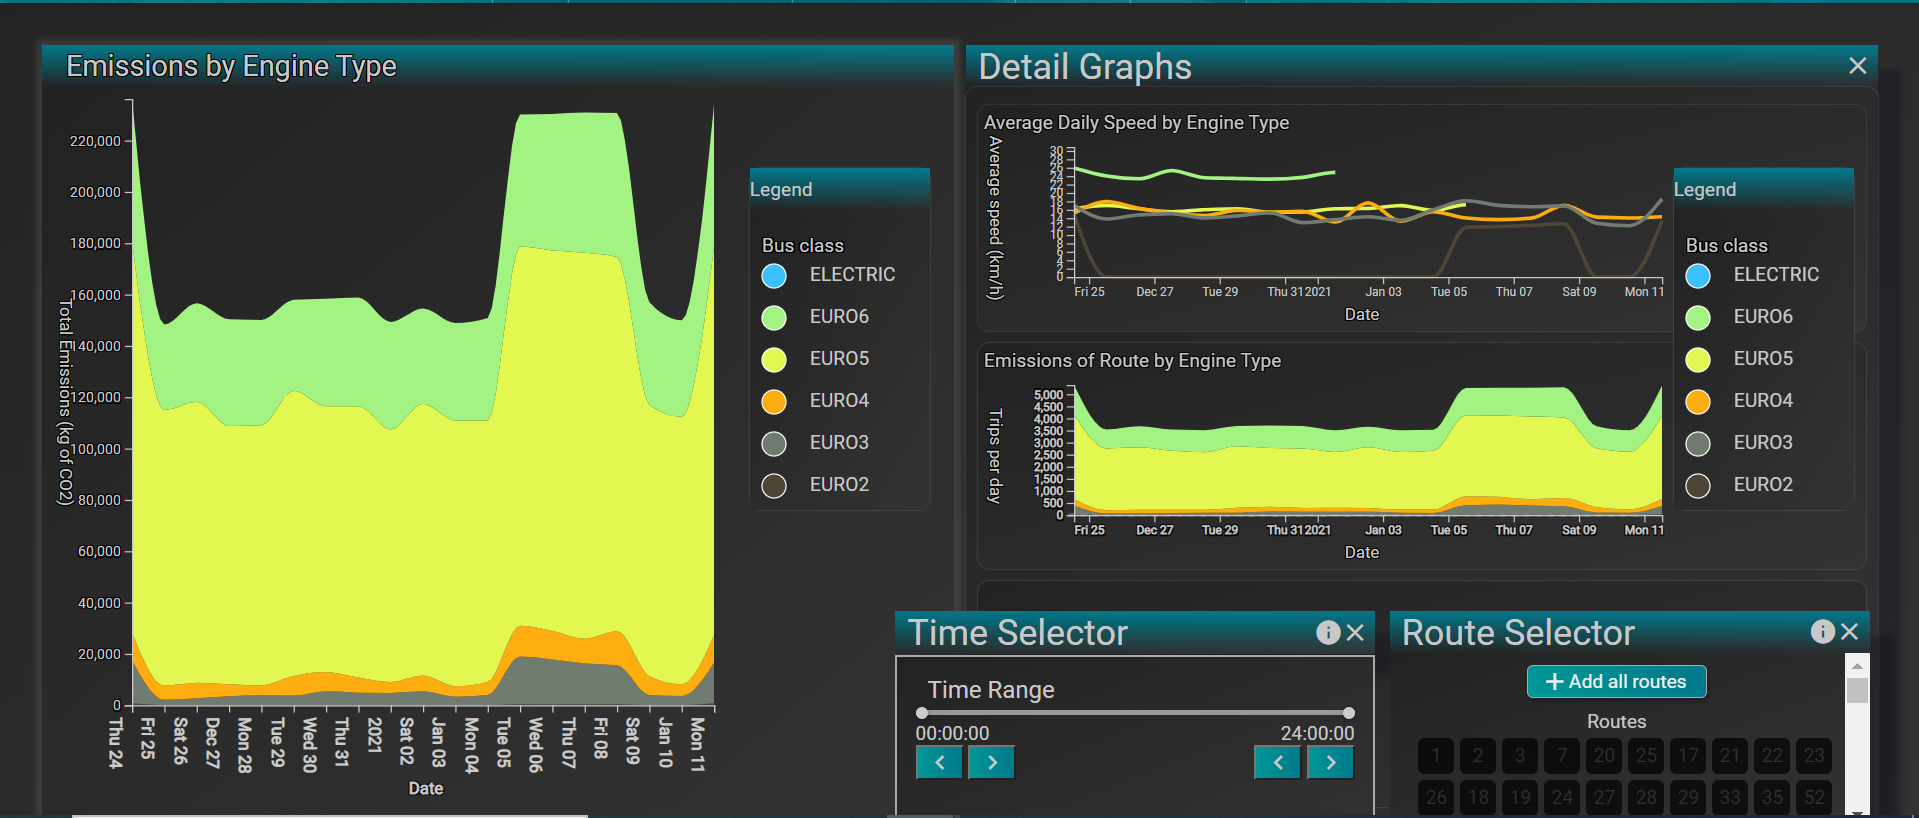 Emissions by Engine Type
220,000
200,000
180,000
160,000
140,000
120,000
100,000
80,000
60,000
40,000
20,000
0
Total Emissions (kg of CO2)
Thu 24
Fri 25
Sat 26
Dec 27
Mon 28
Tue 29
Wed 30
Thu 31
2021
Sat 02
Jan 03
Mon 04
Tue 05
Wed 06
Thu 07
Fri 08
Sat 09
Jan 10
Mon 11
Date
Legend
Bus class
ELECTRIC
EURO6
EURO5
EURO4
EURO3
EURO2
Detail Graphs
Average Daily Speed by Engine Type
Average speed (km/h)
30
28
26
24
22
20
18
16
14
12
10
8
6
4
2
0
Fri 25 Dec 27 Tue 29 Thu 31 2021 Jan 03 Tue 05 Thu 07 Sat 09 Mon 11
Date
Emissions of Route by Engine Type
Trips per day
5,000
4,500
4,000
3,500
3,000
2,500
2,000
1,500
1,000
500
0
Fri 25 Dec 27 Tue 29 Thu 31 2021 Jan 03 Tue 05 Thu 07 Sat 09 Mon 11
Date
Legend
Bus class
ELECTRIC
EURO6
EURO5
EURO4
EURO3
EURO2
Time Selector
Time Range
00:00:00 24:00:00
Route Selector
+ Add all routes
Routes
1 2 3 7 20 25 17 21 22 23
26 18 19 24 27 28 29 33 35 52